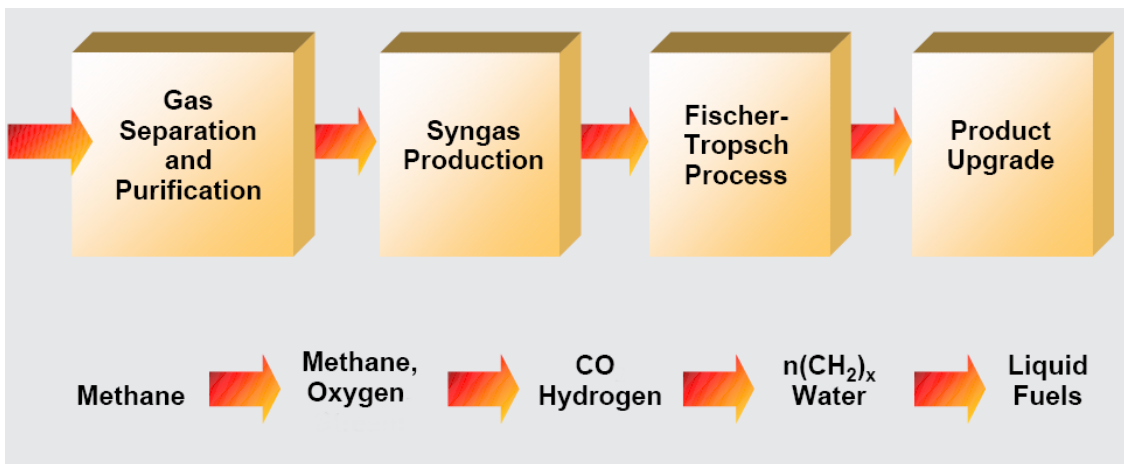 Gas
Separation
and
Purification
Syngas
Production
Fischer-
Tropsch
Process
Product
Upgrade
Methane
Methane,
Oxygen
CO
Hydrogen
n(CH₂)ₓ
Water
Liquid
Fuels